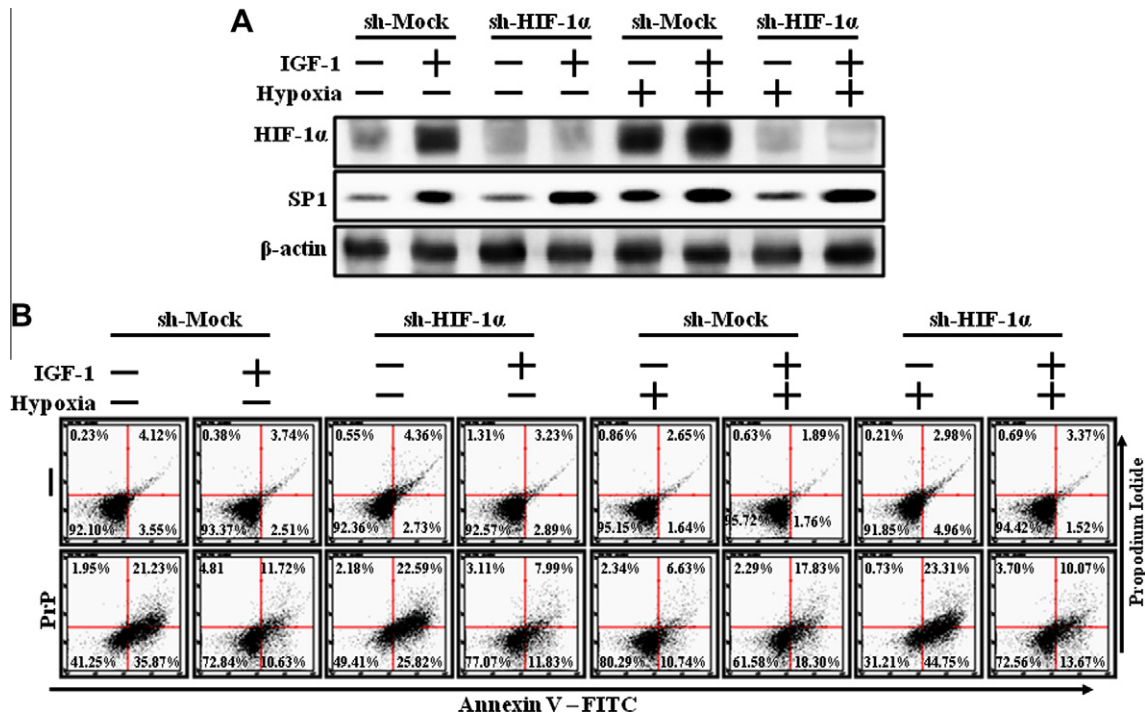 A
sh-Mock sh-HIF-1α sh-Mock sh-HIF-1α
IGF-1 − + − + − + − +
Hypoxia − − − − + + + +
HIF-1α
SP1
β-actin
B
sh-Mock sh-HIF-1α sh-Mock sh-HIF-1α
IGF-1 − + − + − + − +
Hypoxia − − − − + + + +
0.23% 4.12% 0.38% 3.74% 0.55% 4.36% 1.31% 3.23% 0.86% 2.65% 0.63% 1.89% 0.21% 2.98% 0.69% 3.37%
−
92.10% 3.55% 93.37% 2.51% 92.36% 2.73% 92.57% 2.89% 95.15% 1.64% 95.72% 1.76% 91.85% 4.96% 94.42% 1.52%
1.95% 21.23% 4.81 11.72% 2.18% 22.59% 3.11% 7.99% 2.34% 6.63% 2.29% 17.83% 0.73% 23.31% 3.70% 10.07%
PrP
41.25% 35.87% 72.84% 10.63% 49.41% 25.82% 77.07% 11.83% 80.29% 10.74% 61.58% 18.30% 31.21% 44.75% 72.56% 13.67%
Propodium Iodide
Annexin V – FITC